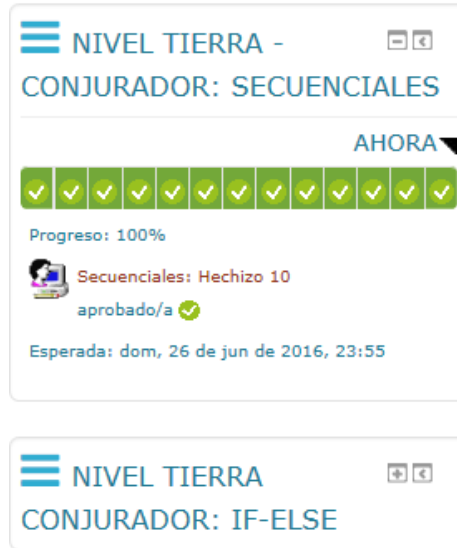 NIVEL TIERRA -
CONJURADOR: SECUENCIALES
AHORA
Progreso: 100%
Secuenciales: Hechizo 10
aprobado/a
Esperada: dom, 26 de jun de 2016, 23:55
NIVEL TIERRA
CONJURADOR: IF-ELSE